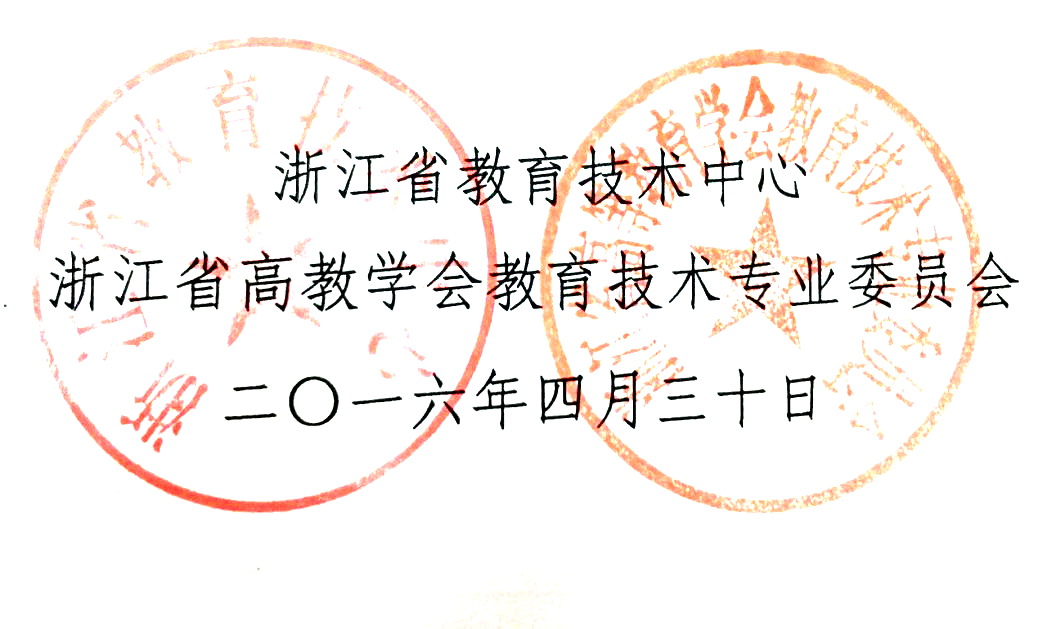 浙江省教育技术中心
浙江省高教学会教育技术专业委员会
二〇一六年四月三十日